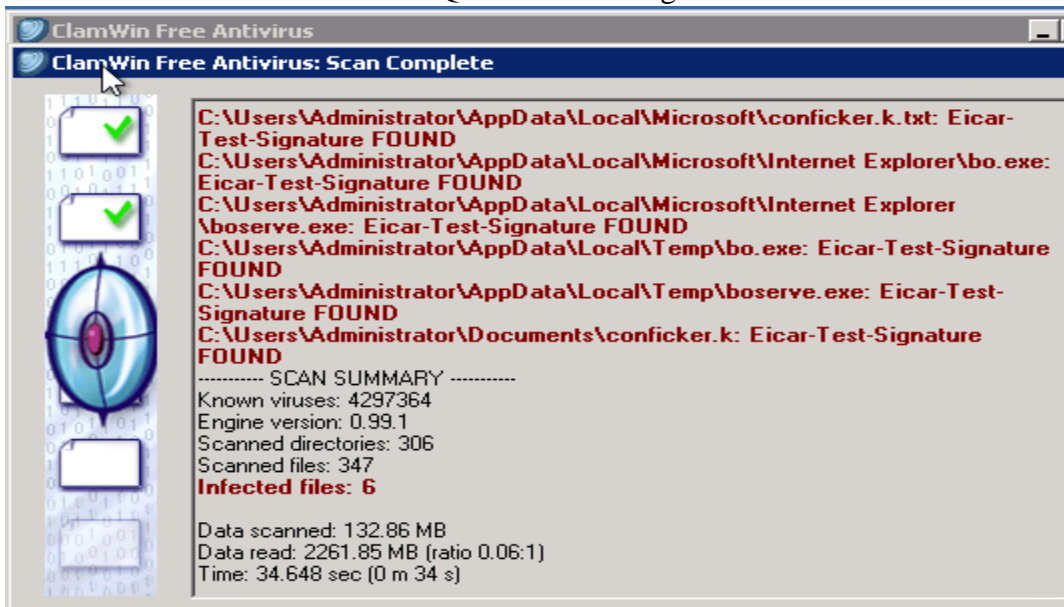 ClamWin Free Antivirus
ClamWin Free Antivirus: Scan Complete
C:\Users\Administrator\AppData\Local\Microsoft\conficker.k.txt: Eicar-
Test-Signature FOUND
C:\Users\Administrator\AppData\Local\Microsoft\Internet Explorer\bo.exe:
Eicar-Test-Signature FOUND
C:\Users\Administrator\AppData\Local\Microsoft\Internet Explorer
\boserve.exe: Eicar-Test-Signature FOUND
C:\Users\Administrator\AppData\Local\Temp\bo.exe: Eicar-Test-Signature
FOUND
C:\Users\Administrator\AppData\Local\Temp\boserve.exe: Eicar-Test-
Signature FOUND
C:\Users\Administrator\Documents\conficker.k: Eicar-Test-Signature
FOUND
----------- SCAN SUMMARY -----------
Known viruses: 4297364
Engine version: 0.99.1
Scanned directories: 306
Scanned files: 347
Infected files: 6
Data scanned: 132.86 MB
Data read: 2261.85 MB (ratio 0.06:1)
Time: 34.648 sec (0 m 34 s)